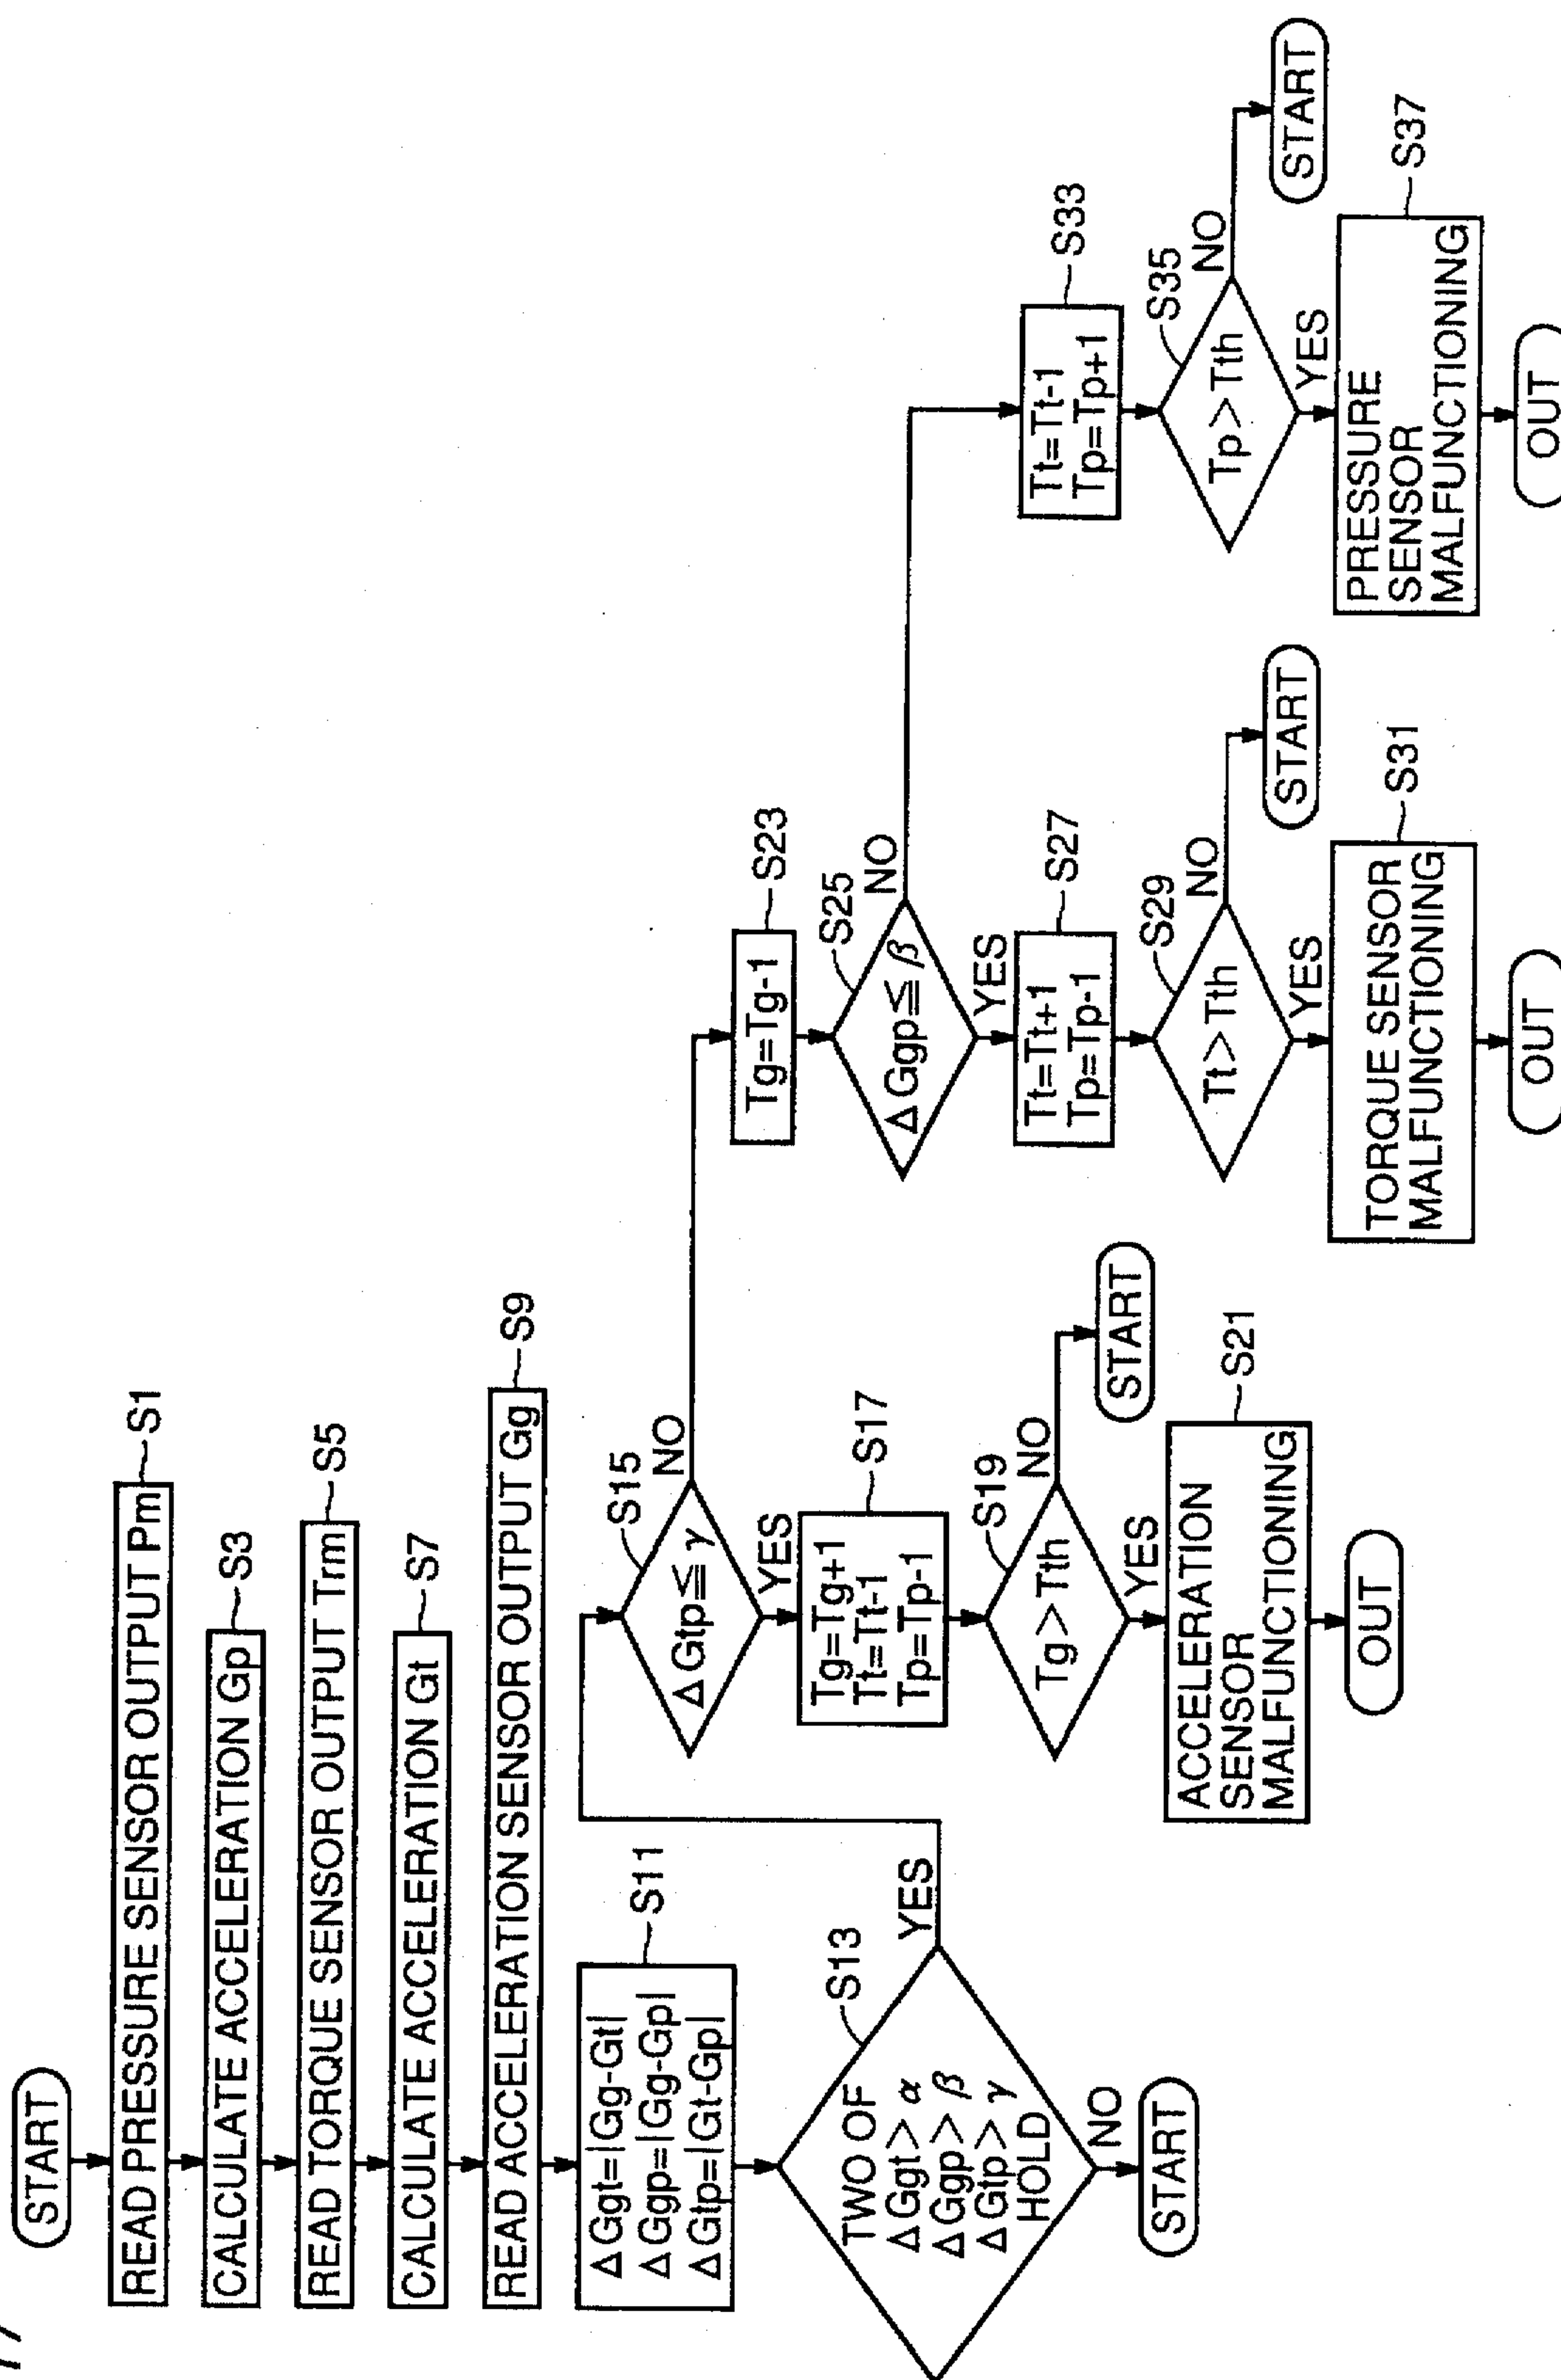 START
READ PRESSURE SENSOR OUTPUT Pm
S1
CALCULATE ACCELERATION Gp
S3
READ TORQUE SENSOR OUTPUT Trm
S5
CALCULATE ACCELERATION Gt
S7
READ ACCELERATION SENSOR OUTPUT Gg
S9
ΔGgt=|Gg-Gt|
ΔGgp=|Gg-Gp|
ΔGtp=|Gt-Gp|
S11
S13
TWO OF
ΔGgt>α
ΔGgp>β
ΔGtp>γ
HOLD
YES
NO
START
S15
ΔGtp≦γ
NO
YES
Tg=Tg+1
Tt=Tt-1
Tp=Tp-1
S17
S19
Tg>Tth
NO
START
YES
ACCELERATION
SENSOR
MALFUNCTIONING
S21
OUT
Tg=Tg-1
S23
S25
ΔGgp≦β
NO
YES
Tt=Tt+1
Tp=Tp-1
S27
S29
Tt>Tth
NO
START
YES
TORQUE SENSOR
MALFUNCTIONING
S31
OUT
Tt=Tt-1
Tp=Tp+1
S33
S35
Tp>Tth
NO
START
YES
PRESSURE
SENSOR
MALFUNCTIONING
S37
OUT